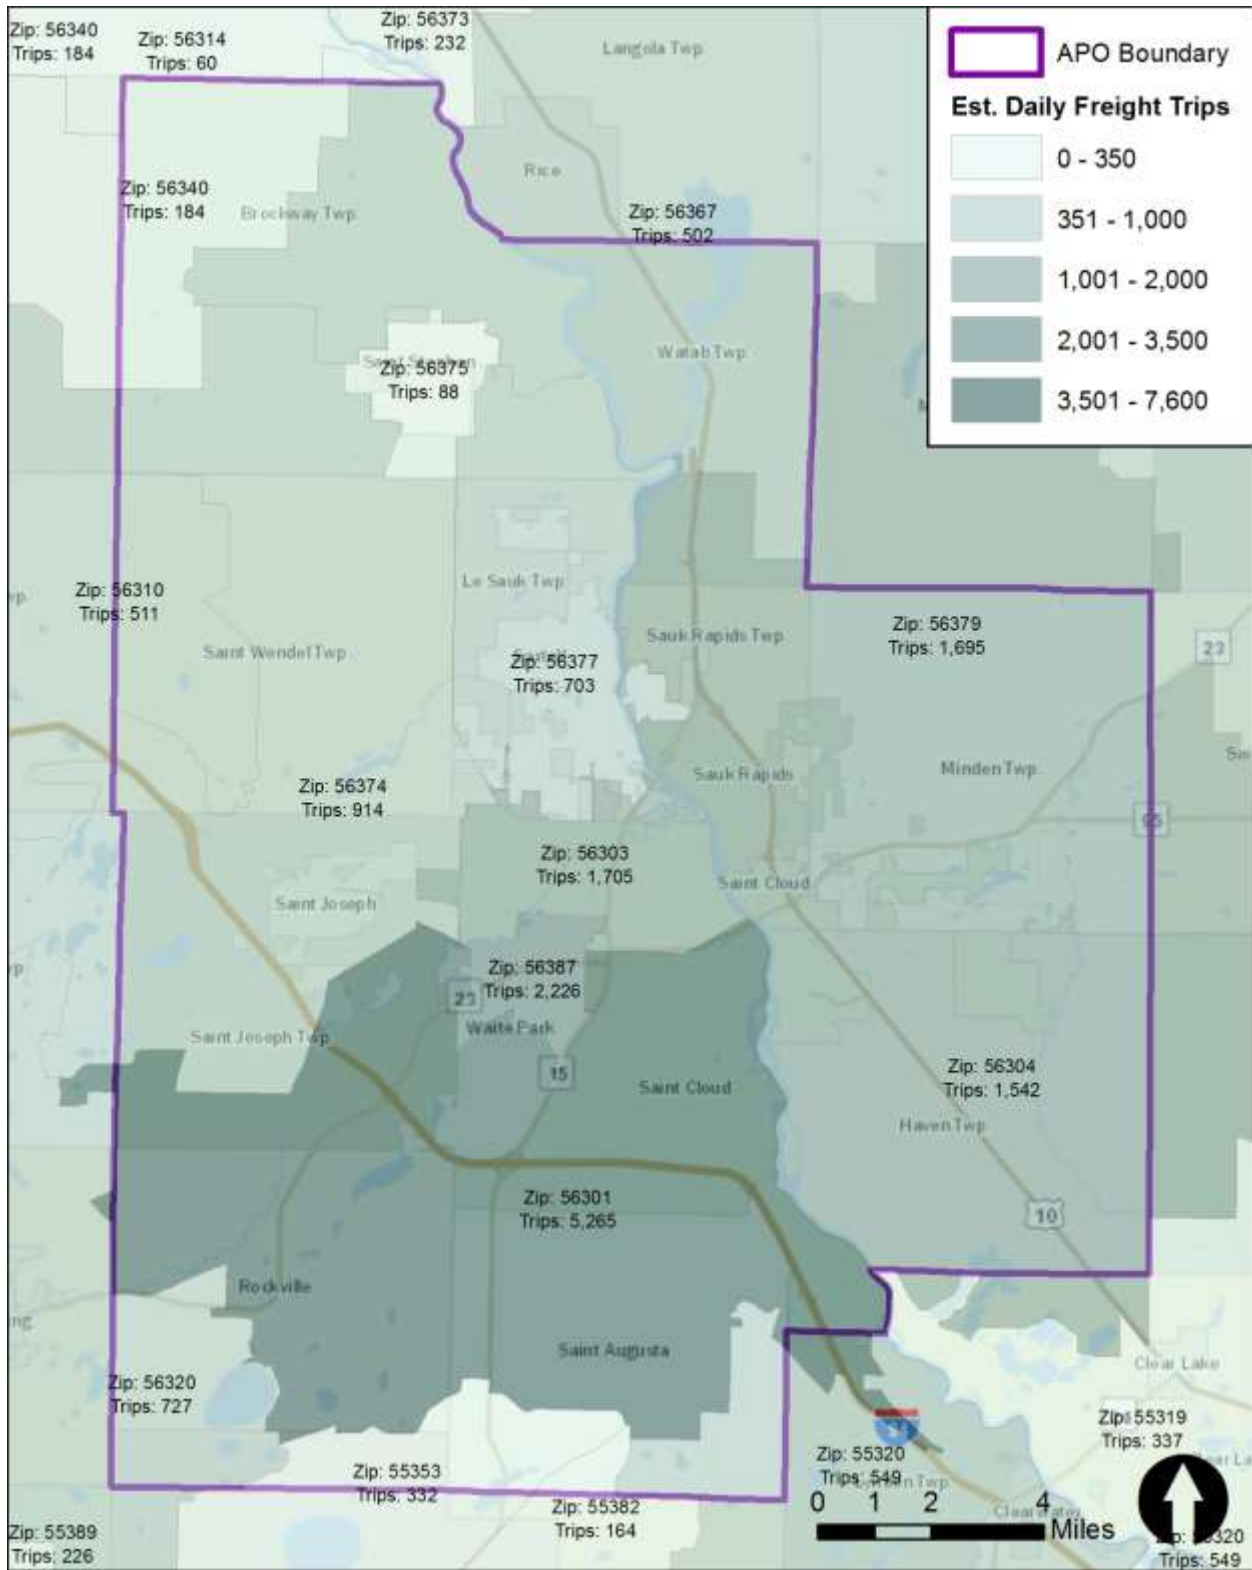 Zip: 56340
Trips: 184
Zip: 56314
Trips: 60
Zip: 56373
Trips: 232
Langola Twp
APO Boundary
Est. Daily Freight Trips
0 - 350
351 - 1,000
1,001 - 2,000
2,001 - 3,500
3,501 - 7,600
Rice
Zip: 56340
Trips: 184
Brockway Twp
Zip: 56367
Trips: 502
Watab Twp
Saint Stephen
Zip: 56375
Trips: 88
Le Sauk Twp
Zip: 56310
Trips: 511
Saint Wendel Twp
Sauk Rapids Twp
Zip: 56379
Trips: 1,695
23
Zip: 56377
Trips: 703
Sauk Rapids
Minden Twp
Zip: 56374
Trips: 914
95
Zip: 56303
Trips: 1,705
Saint Cloud
Saint Joseph
Zip: 56387
Trips: 2,226
23
Waite Park
Saint Joseph Twp
15
Saint Cloud
Zip: 56304
Trips: 1,542
Haven Twp
Zip: 56301
Trips: 5,265
10
Rockville
Saint Augusta
Clear Lake
Zip: 56320
Trips: 727
Zip: 55319
Trips: 337
Zip: 55353
Trips: 332
Zip: 55320
Trips: 549
Twp
Zip: 55382
Trips: 164
0 1 2 4
Miles
Clearwater
Zip: 55389
Trips: 226
5320
Trips: 549